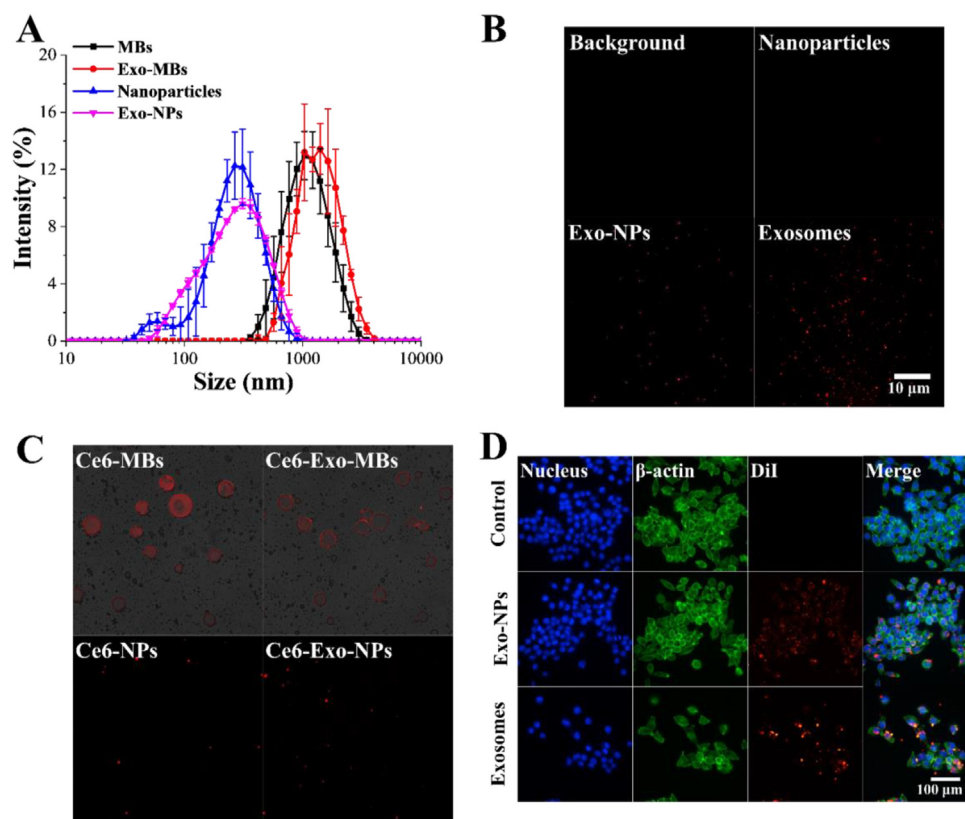 A
MBs
Exo-MBs
Nanoparticles
Exo-NPs
Intensity (%)
20
16
12
8
4
0
10 100 1000 10000
Size (nm)
B
Background Nanoparticles
Exo-NPs Exosomes
10 μm
C
Ce6-MBs Ce6-Exo-MBs
Ce6-NPs Ce6-Exo-NPs
D
Nucleus β-actin DiI Merge
Control
Exo-NPs
Exosomes
100 μm